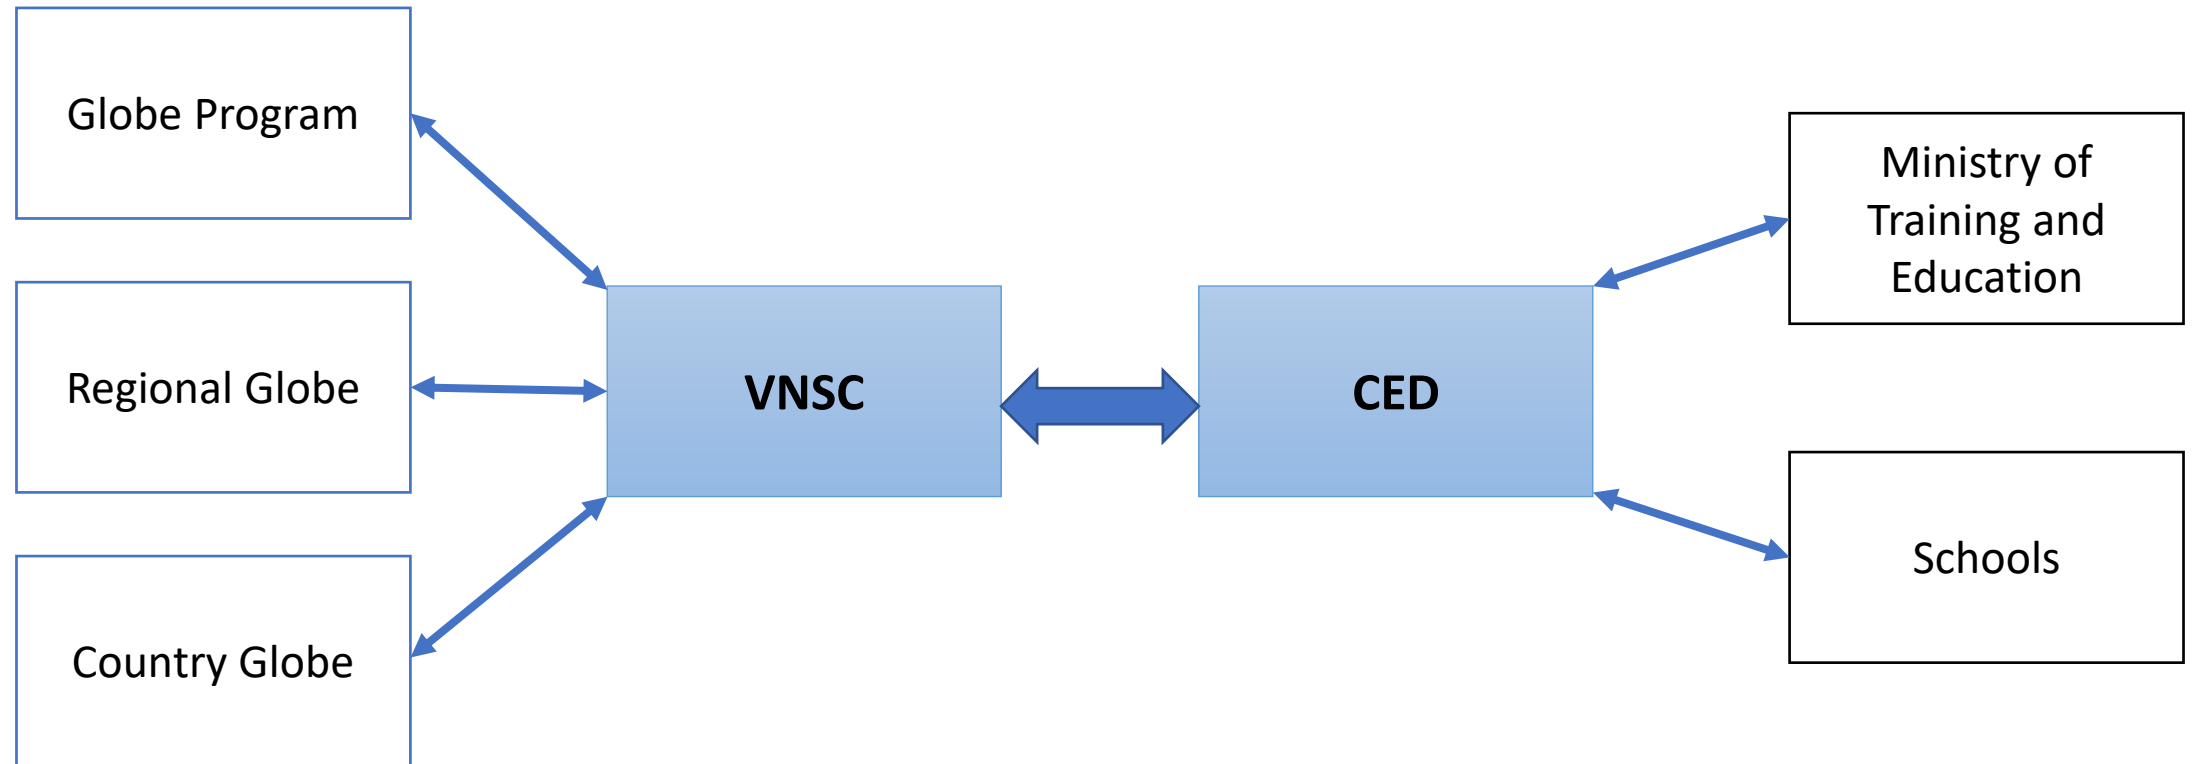 Globe Program
Regional Globe
Country Globe
VNSC
CED
Ministry of
Training and
Education
Schools